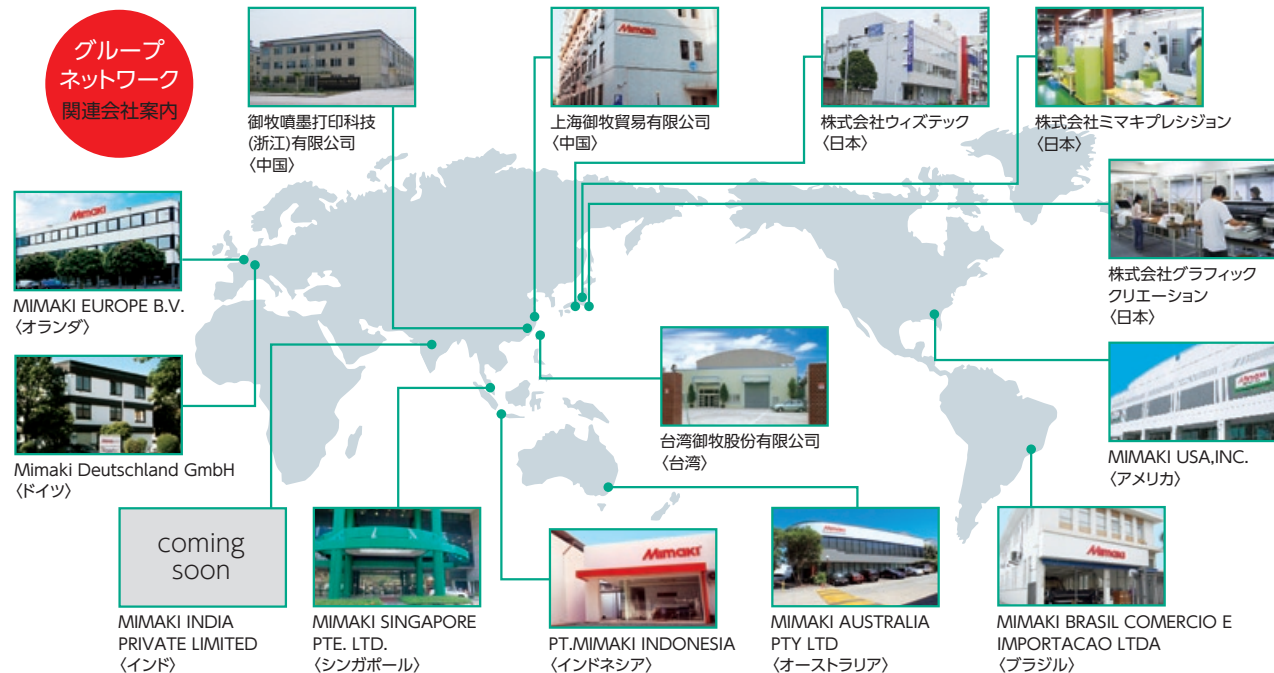 グループ
ネットワーク
関連会社案内
御牧噴墨打印科技
(浙江)有限公司
〈中国〉
Mimaki
上海御牧貿易有限公司
〈中国〉
株式会社ウィズテック
〈日本〉
株式会社ミマキプレシジョン
〈日本〉
Mimaki
MIMAKI EUROPE B.V.
〈オランダ〉
株式会社グラフィック
クリエーション
〈日本〉
Mimaki Deutschland GmbH
〈ドイツ〉
台湾御牧股份有限公司
〈台湾〉
Mimaki
MIMAKI USA,INC.
〈アメリカ〉
coming
soon
MIMAKI INDIA
PRIVATE LIMITED
〈インド〉
MIMAKI SINGAPORE
PTE. LTD.
〈シンガポール〉
Mimaki
PT.MIMAKI INDONESIA
〈インドネシア〉
Mimaki
MIMAKI AUSTRALIA
PTY LTD
〈オーストラリア〉
Mimaki
MIMAKI BRASIL COMERCIO E
IMPORTACAO LTDA
〈ブラジル〉